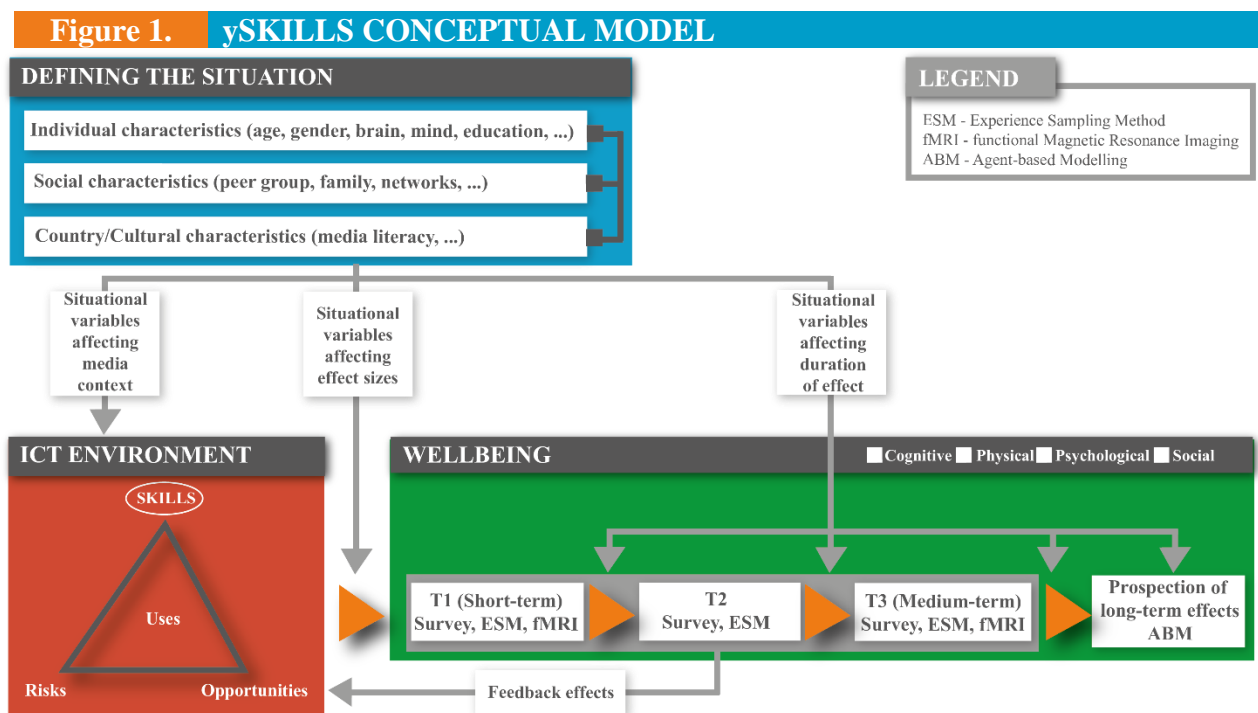 Figure 1. ySKILLS CONCEPTUAL MODEL
DEFINING THE SITUATION
Individual characteristics (age, gender, brain, mind, education, ...)
Social characteristics (peer group, family, networks, ...)
Country/Cultural characteristics (media literacy, ...)
LEGEND
ESM - Experience Sampling Method
fMRI - functional Magnetic Resonance Imaging
ABM - Agent-based Modelling
Situational
variables
affecting
media
context
Situational
variables
affecting
effect sizes
Situational
variables
affecting
duration
of effect
ICT ENVIRONMENT
SKILLS
Uses
Risks
Opportunities
WELLBEING
Cognitive Physical Psychological Social
T1 (Short-term)
Survey, ESM, fMRI
T2
Survey, ESM
T3 (Medium-term)
Survey, ESM, fMRI
Prospection of
long-term effects
ABM
Feedback effects